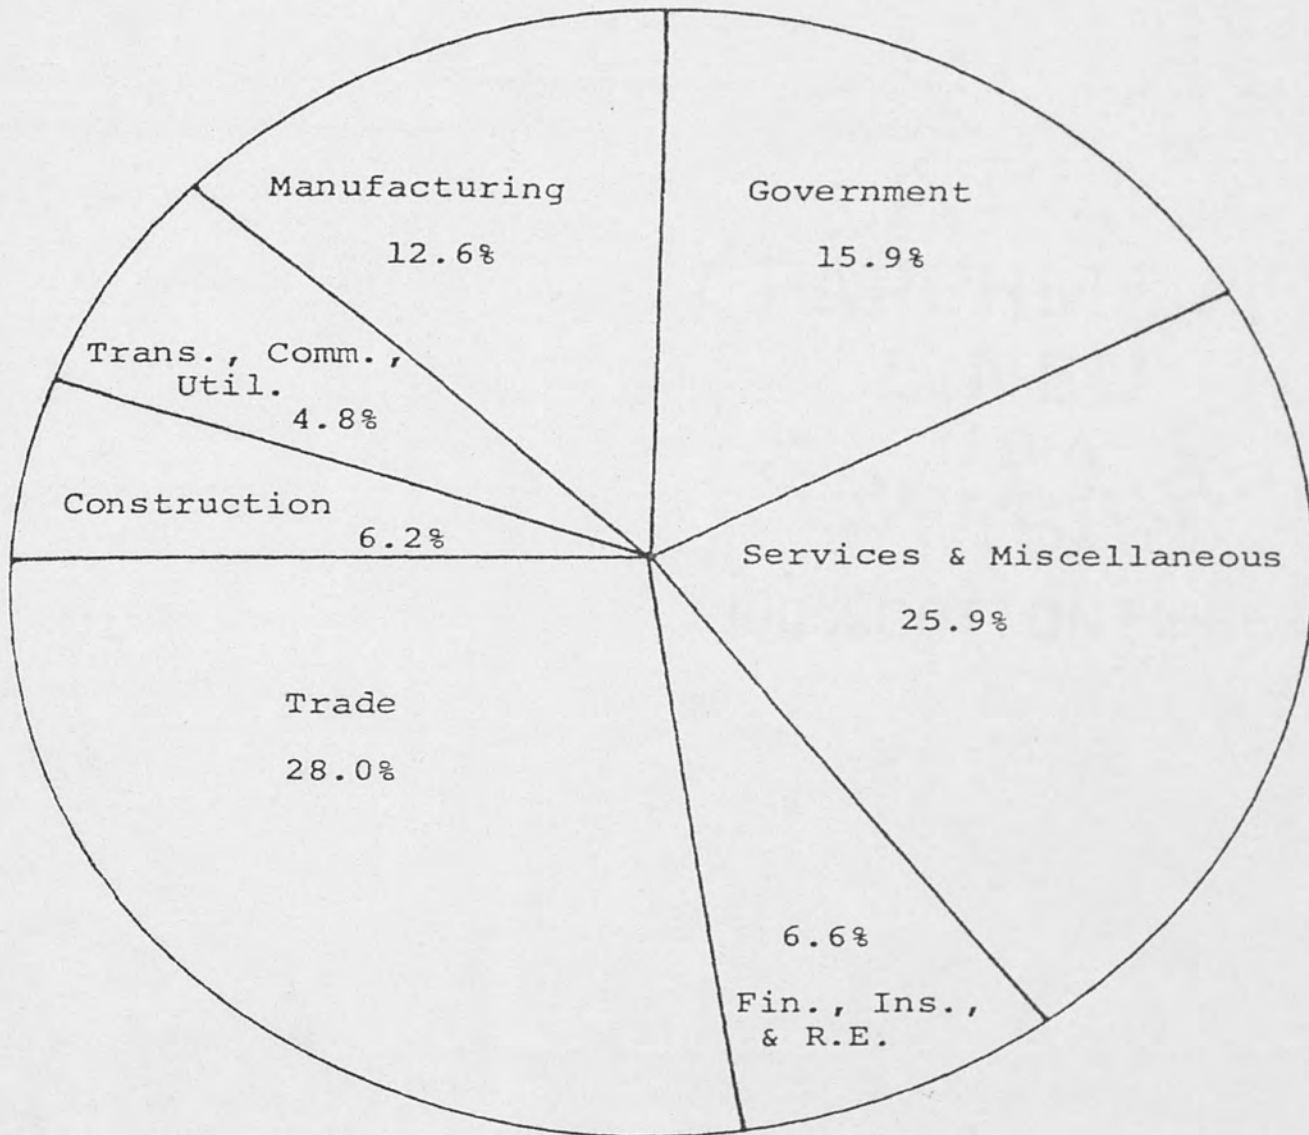 Manufacturing
12.6%
Government
15.9%
Trans., Comm.,
Util.
4.8%
Construction
6.2%
Services & Miscellaneous
25.9%
Trade
28.0%
6.6%
Fin., Ins.,
& R.E.